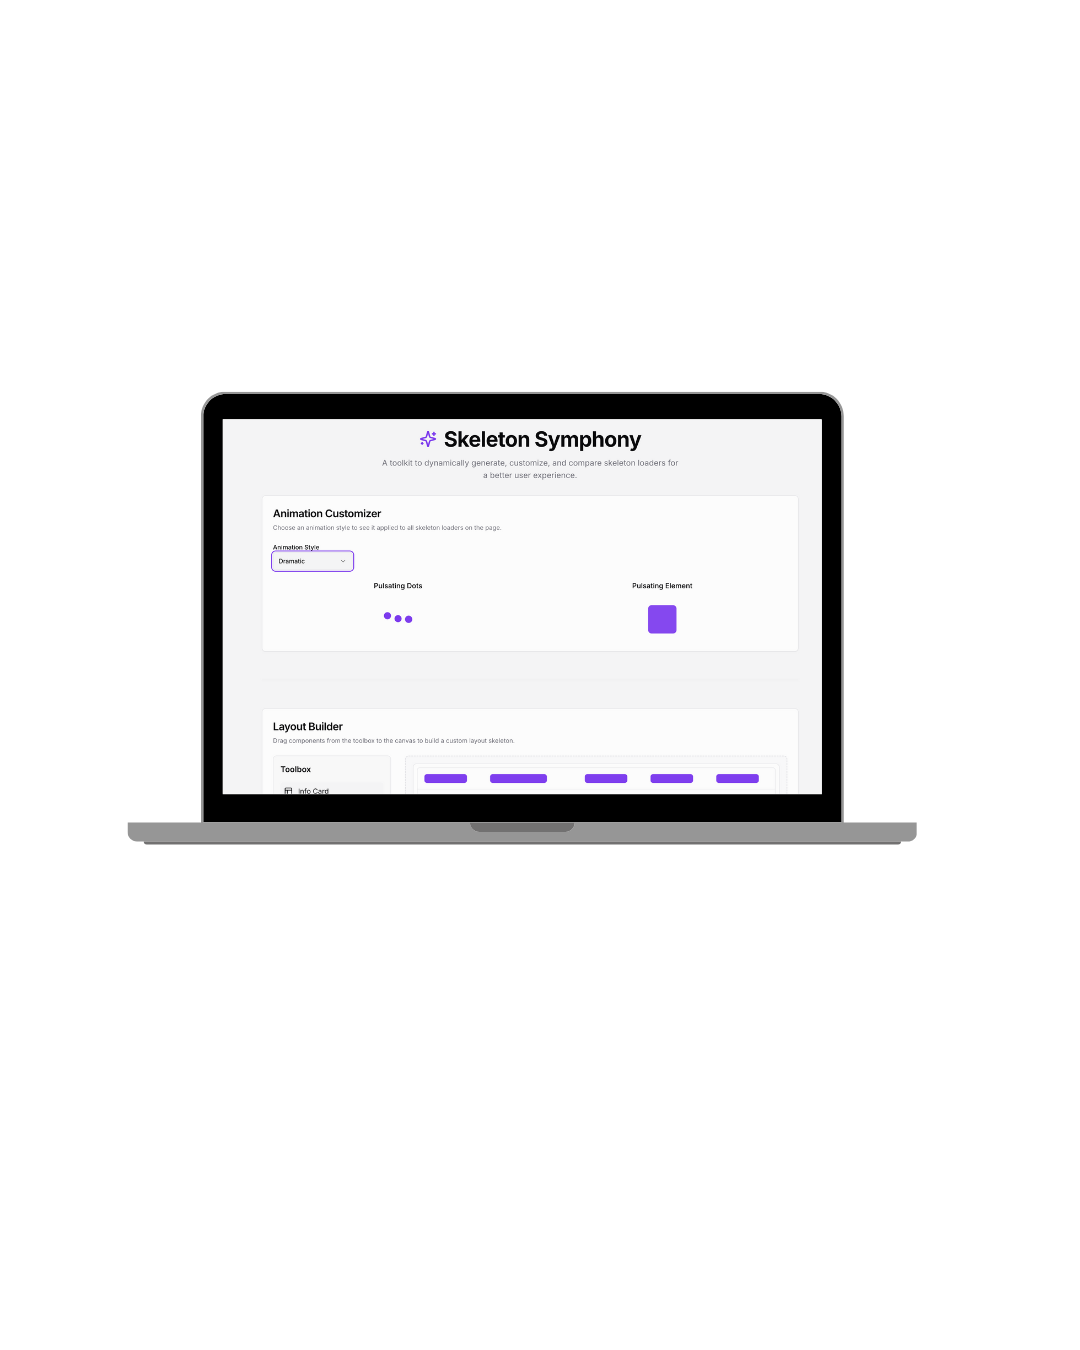 Skeleton Symphony
A toolkit to dynamically generate, customize, and compare skeleton loaders for
a better user experience.
Animation Customizer
Choose an animation style to see it applied to all skeleton loaders on the page.
Animation Style
Dramatic
Pulsating Dots
Pulsating Element
Layout Builder
Drag components from the toolbox to the canvas to build a custom layout skeleton.
Toolbox
Info Card